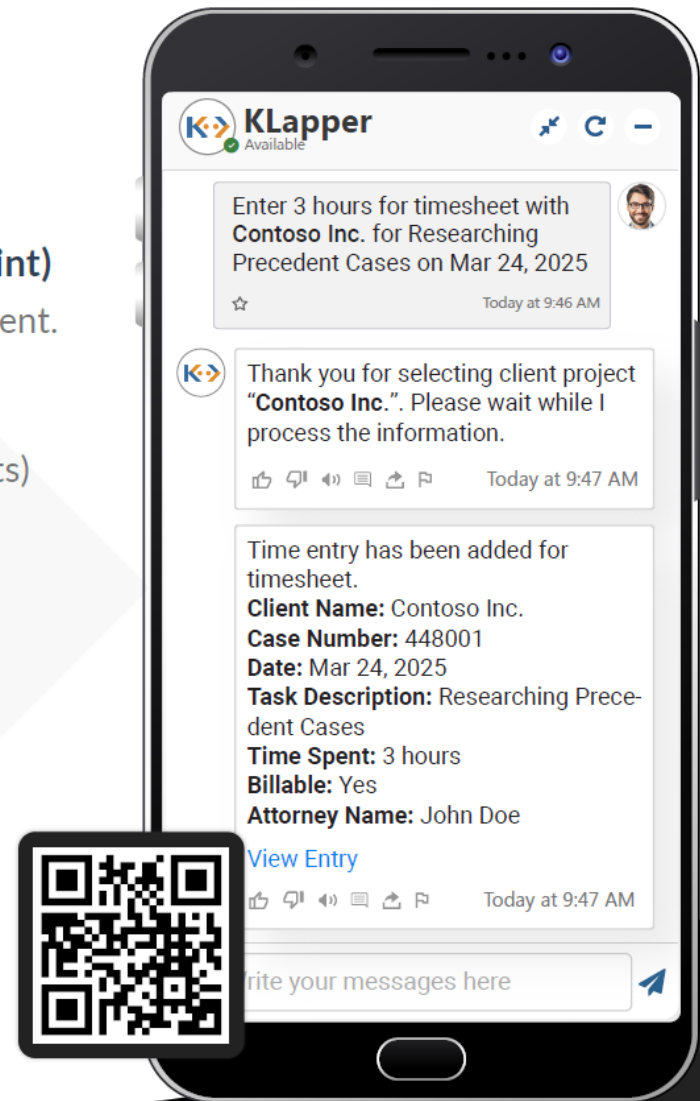 int)
ent.
ts)
KLapper
Available
Enter 3 hours for timesheet with
Contoso Inc. for Researching
Precedent Cases on Mar 24, 2025
Today at 9:46 AM
Thank you for selecting client project
“Contoso Inc.”. Please wait while I
process the information.
Today at 9:47 AM
Time entry has been added for
timesheet.
Client Name: Contoso Inc.
Case Number: 448001
Date: Mar 24, 2025
Task Description: Researching Prece-
dent Cases
Time Spent: 3 hours
Billable: Yes
Attorney Name: John Doe
View Entry
Today at 9:47 AM
rite your messages here